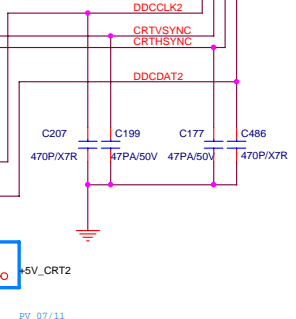 DDCCLK2
CRTVSYNC
CRTHSYNC
DDCDAT2
C207 C199 C177 C486
470P/X7R 47PA/50V 47PA/50V 470P/X7R
+5V_CRT2
PV 07/11